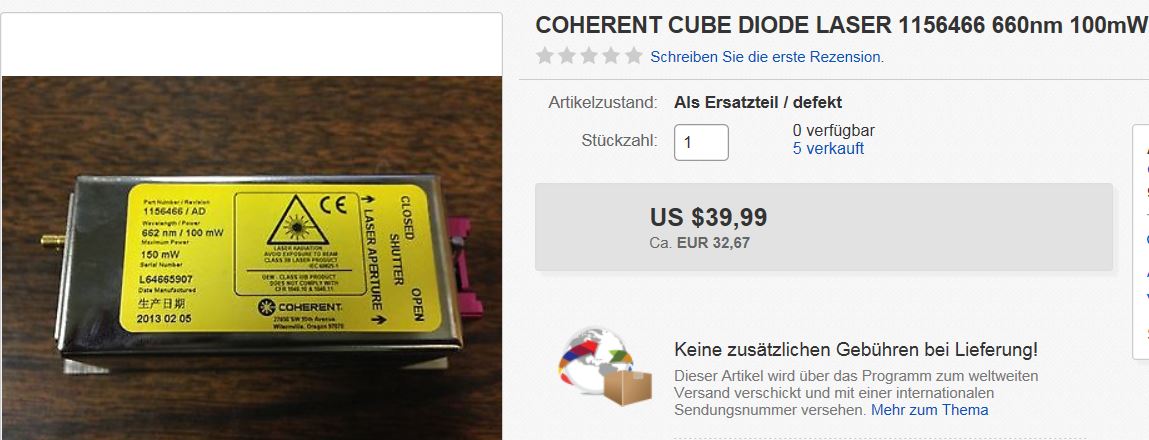 COHERENT CUBE DIODE LASER 1156466 660nm 100mW
Schreiben Sie die erste Rezension.
Artikelzustand: Als Ersatzteil / defekt
Stückzahl: 1
0 verfügbar
5 verkauft
US $39,99
Ca. EUR 32,67
Keine zusätzlichen Gebühren bei Lieferung!
Dieser Artikel wird über das Programm zum weltweiten
Versand verschickt und mit einer internationalen
Sendungsnummer versehen. Mehr zum Thema
Part Number / Revision
1156466 / AD
Wavelength / Power
662 nm / 100 mW
Maximum Power
150 mW
Serial Number
L64665907
Date Manufactured
生产日期
2013 02 05
CE
LASER RADIATION
AVOID EXPOSURE TO BEAM
CLASS 3B LASER PRODUCT
IEC 60825-1
OEM - CLASS IIIB PRODUCT
DOES NOT COMPLY WITH
CFR 1040.10 & 1040.11.
COHERENT
27650 SW 95th Avenue
Wilsonville, Oregon 97070
LASER APERTURE
CLOSED SHUTTER OPEN